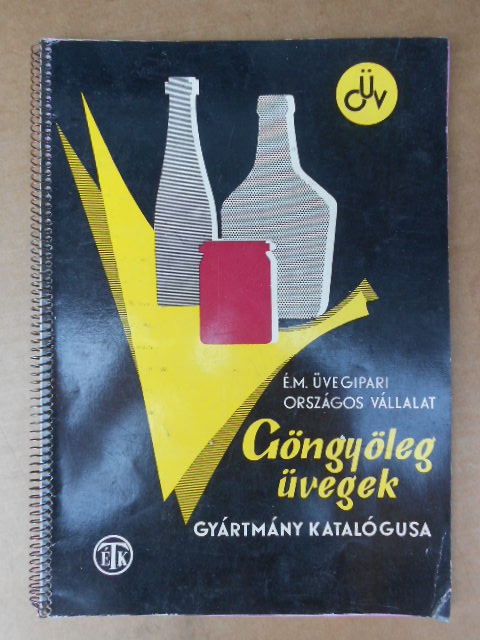 ÜV
É.M. ÜVEGIPARI
ORSZÁGOS VÁLLALAT
Göngyöleg
üvegek
GYÁRTMÁNY KATALÓGUSA
ÉTK